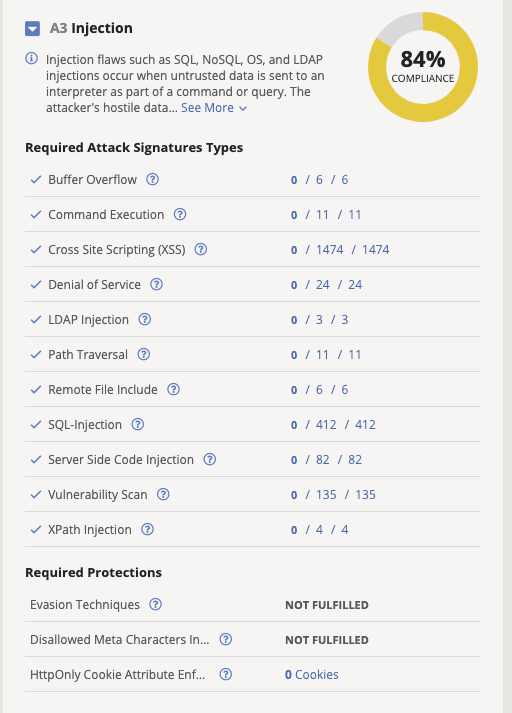 A3 Injection
Injection flaws such as SQL, NoSQL, OS, and LDAP
injections occur when untrusted data is sent to an
interpreter as part of a command or query. The
attacker's hostile data... See More
84%
COMPLIANCE
Required Attack Signatures Types
Buffer Overflow ? 0 / 6 / 6
Command Execution ? 0 / 11 / 11
Cross Site Scripting (XSS) ? 0 / 1474 / 1474
Denial of Service ? 0 / 24 / 24
LDAP Injection ? 0 / 3 / 3
Path Traversal ? 0 / 11 / 11
Remote File Include ? 0 / 6 / 6
SQL-Injection ? 0 / 412 / 412
Server Side Code Injection ? 0 / 82 / 82
Vulnerability Scan ? 0 / 135 / 135
XPath Injection ? 0 / 4 / 4
Required Protections
Evasion Techniques ? NOT FULFILLED
Disallowed Meta Characters In... ? NOT FULFILLED
HttpOnly Cookie Attribute Enf... ? 0 Cookies